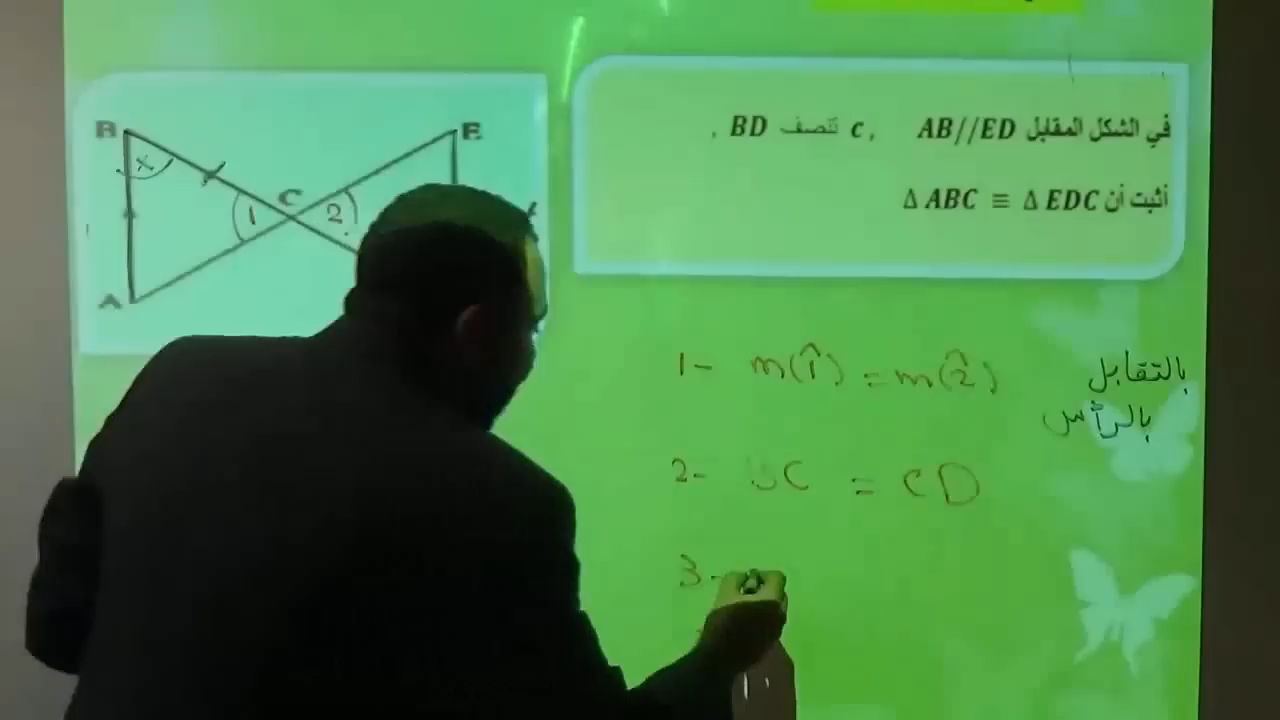 في الشكل المقابل AB//ED , c تنصف BD ,
أثبت أن Δ ABC ≡ Δ EDC
B
E
x
C
1
2
A
1- m(1̂) = m(2̂) بالتقابل
بالرأس
2- BC = CD
3-